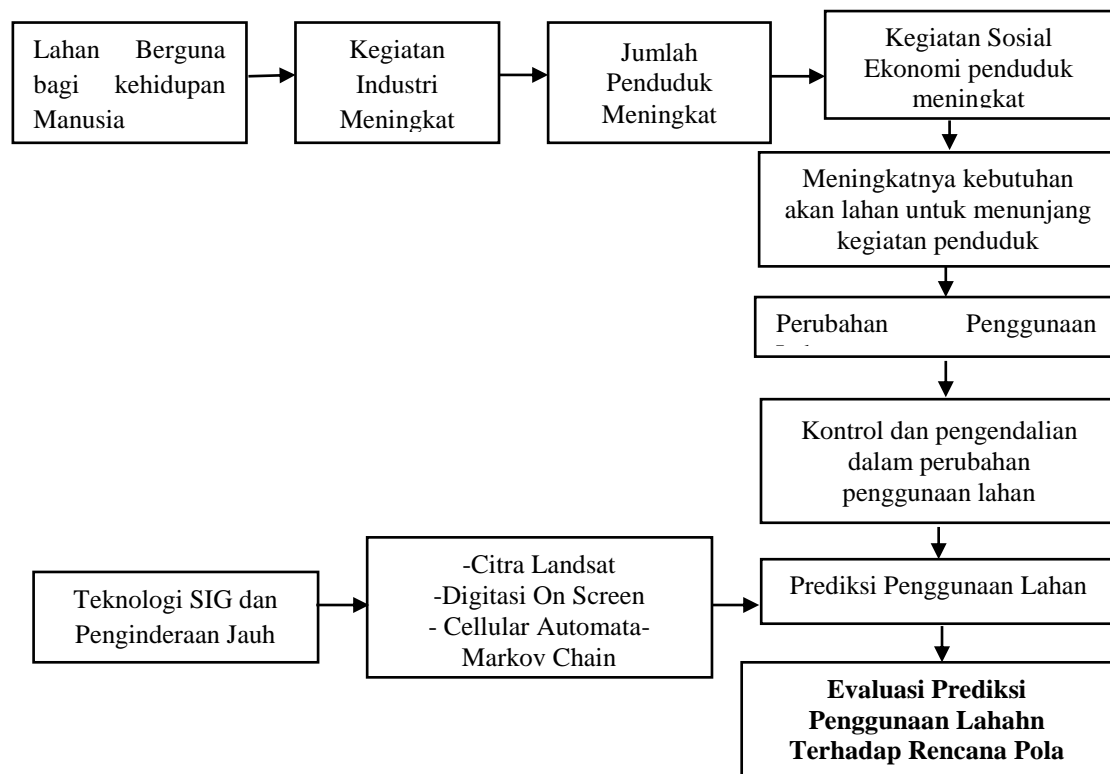 Lahan Berguna
bagi kehidupan
Manusia
Kegiatan
Industri
Meningkat
Jumlah
Penduduk
Meningkat
Kegiatan Sosial
Ekonomi penduduk
meningkat
Meningkatnya kebutuhan
akan lahan untuk menunjang
kegiatan penduduk
Perubahan Penggunaan
Kontrol dan pengendalian
dalam perubahan
penggunaan lahan
Teknologi SIG dan
Penginderaan Jauh
-Citra Landsat
-Digitasi On Screen
- Cellular Automata-
Markov Chain
Prediksi Penggunaan Lahan
Evaluasi Prediksi
Penggunaan Lahahn
Terhadap Rencana Pola